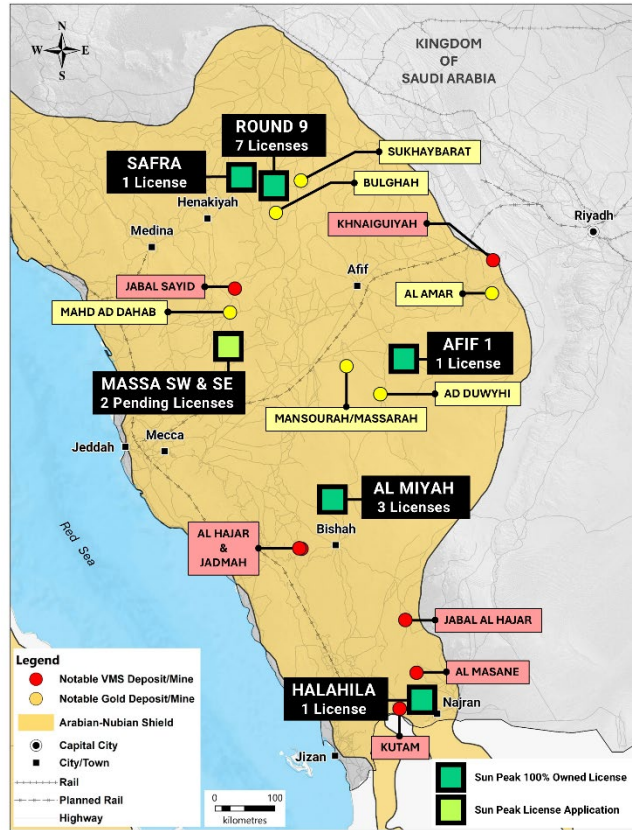 N
W
E
S
KINGDOM
OF
SAUDI ARABIA
ROUND 9
7 Licenses
SAFRA
1 License
SUKHAYBARAT
BULGHAH
Henakiyah
KHNAIGUIYAH
Riyadh
Medina
Afif
JABAL SAYID
AL AMAR
MAHD AD DAHAB
AFIF 1
1 License
MASSA SW & SE
2 Pending Licenses
AD DUWYHI
MANSOURAH/MASSARAH
Jeddah
Mecca
AL MIYAH
3 Licenses
Red Sea
AL HAJAR
&
JADMAH
Bishah
JABAL AL HAJAR
AL MASANE
HALAHILA
1 License
Najran
KUTAM
Jizan
Legend
Notable VMS Deposit/Mine
Notable Gold Deposit/Mine
Arabian-Nubian Shield
Capital City
City/Town
Rail
Planned Rail
Highway
0
100
kilometres
Sun Peak 100% Owned License
Sun Peak License Application